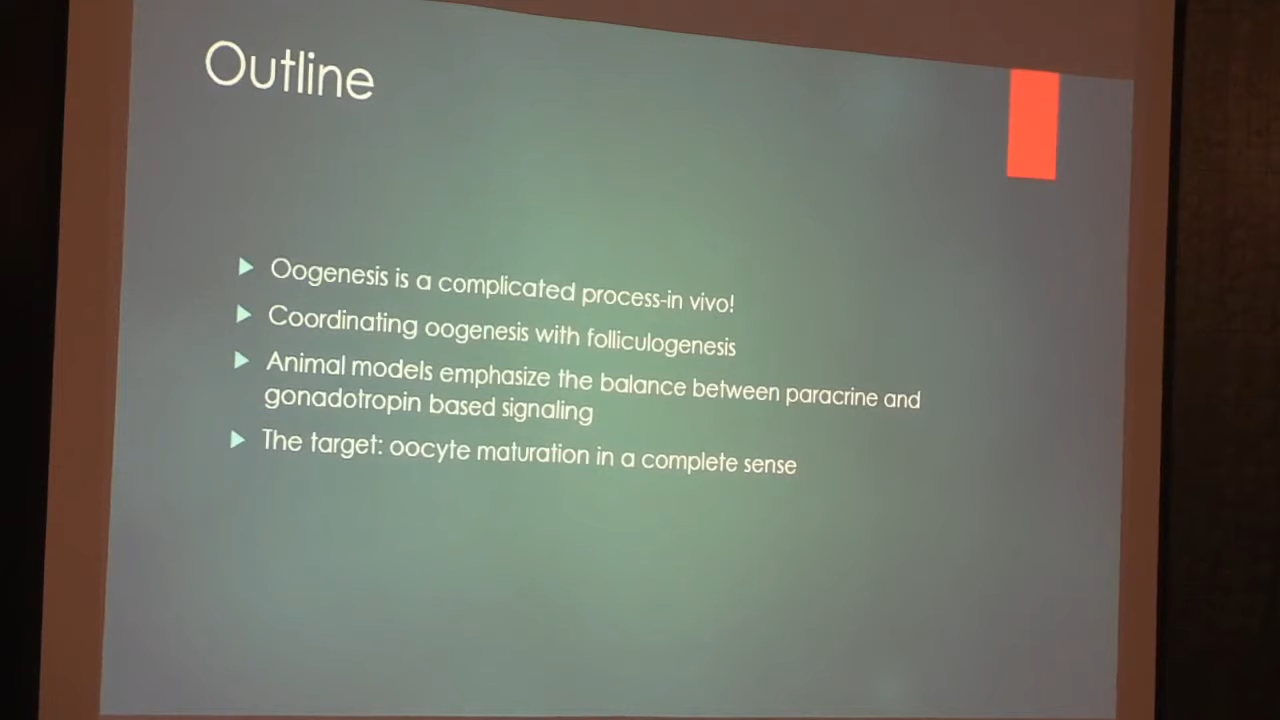 Outline
Oogenesis is a complicated process-in vivo!
Coordinating oogenesis with folliculogenesis
Animal models emphasize the balance between paracrine and
gonadotropin based signaling
The target: oocyte maturation in a complete sense